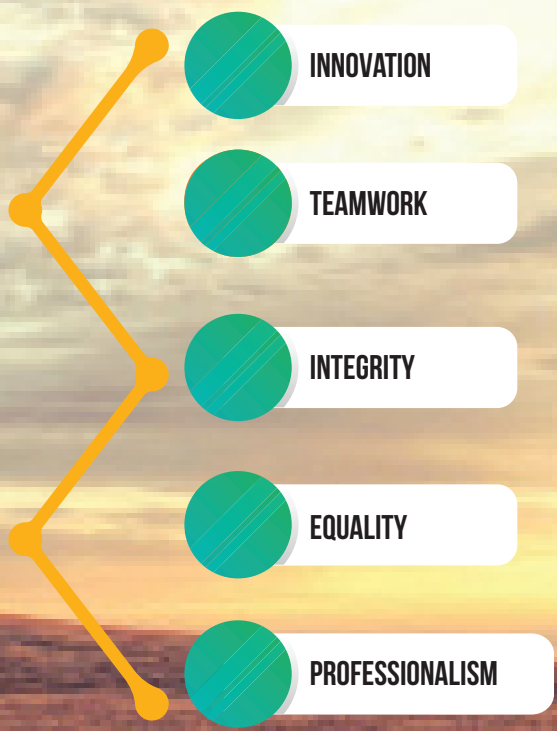 INNOVATION
TEAMWORK
INTEGRITY
EQUALITY
PROFESSIONALISM